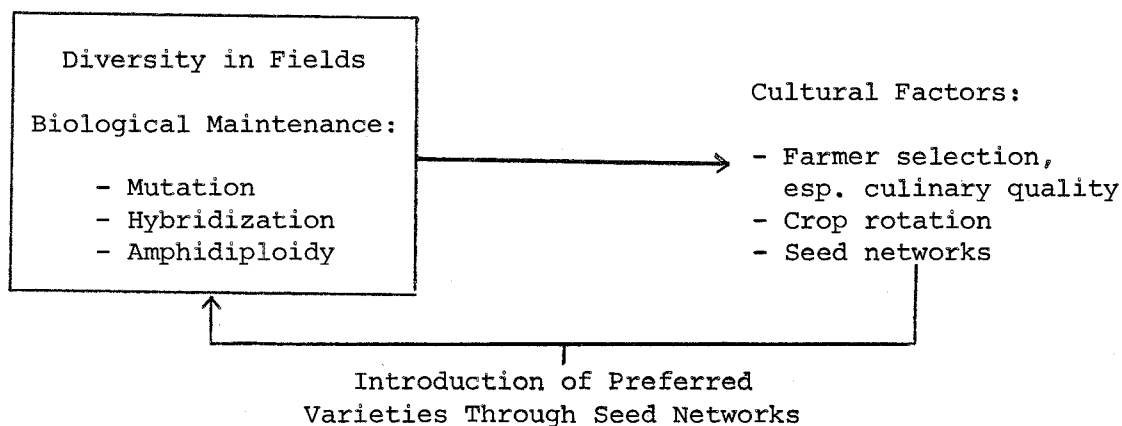 Diversity in Fields
Biological Maintenance:
- Mutation
- Hybridization
- Amphidiploidy
Cultural Factors:
- Farmer selection,
esp. culinary quality
- Crop rotation
- Seed networks
Introduction of Preferred
Varieties Through Seed Networks